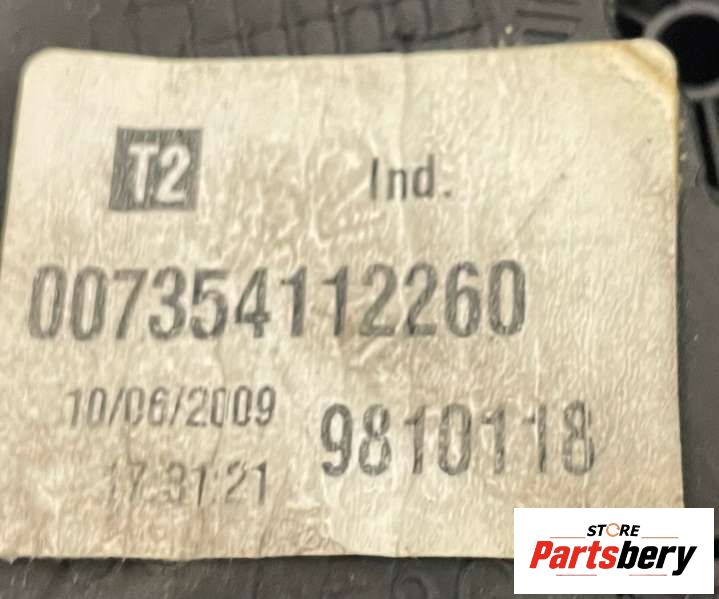 T2 Ind.
007354112260
10/06/2009 9810118
17:31:21
STORE
Partsbery